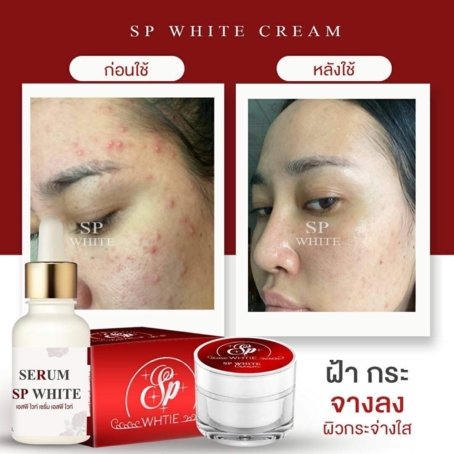 SP WHITE CREAM
ก่อนใช้
หลังใช้
SP
WHITE
SP
WHITE
SERUM
SP WHITE
เอสพี ไวท์ เซรั่ม เอสพี ไวท์
Sp
WHTIE
Sp
SP WHITE
ฝ้า กระ
จางลง
ผิวกระจ่างใส